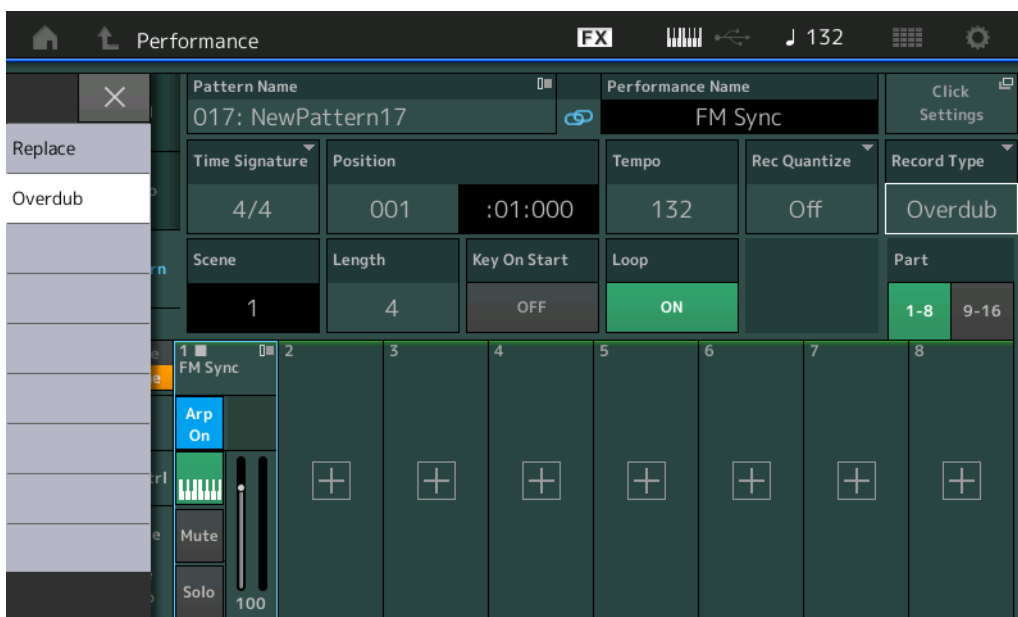 Performance
FX
132
Replace
Overdub
Pattern Name
017: NewPattern17
Performance Name
FM Sync
Click
Settings
Time Signature
4/4
Position
001
:01:000
Tempo
132
Rec Quantize
Off
Record Type
Overdub
Scene
1
Length
4
Key On Start
OFF
Loop
ON
Part
1-8
9-16
1
FM Sync
2
3
4
5
6
7
8
Arp
On
Mute
Solo
100